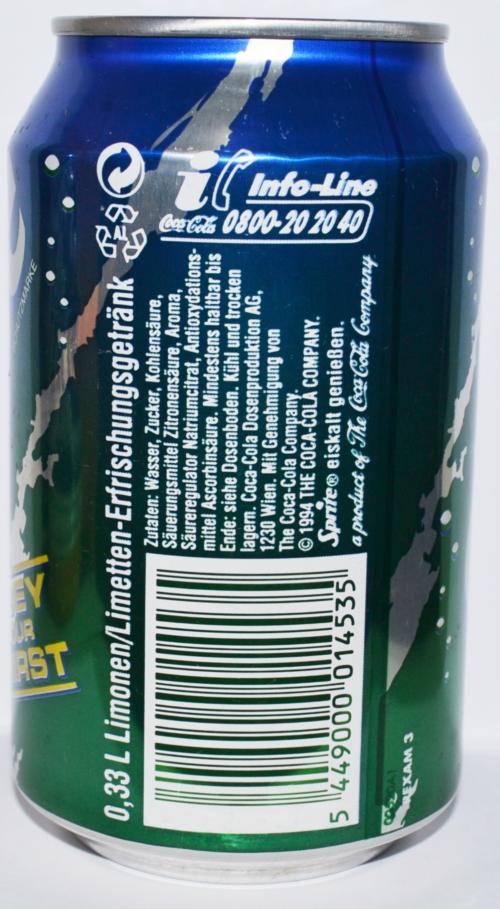 Info-Line
Coca-Cola 0800-20 20 40
0,33 L Limonen/Limetten-Erfrischungsgetränk
Zutaten: Wasser, Zucker, Kohlensäure,
Säuerungsmittel Zitronensäure, Aroma,
Säureregulator Natriumcitrat, Antioxydations-
mittel Ascorbinsäure. Mindestens haltbar bis
Ende: siehe Dosenboden. Kühl und trocken
lagern. Coca-Cola Dosenproduktion AG,
1230 Wien. Mit Genehmigung von
The Coca-Cola Company.
© 1994 THE COCA-COLA COMPANY.
Sprite® eiskalt genießen.
a product of The Coca-Cola Company
5 449000 014535
EY
UR
RST
REXAM 3